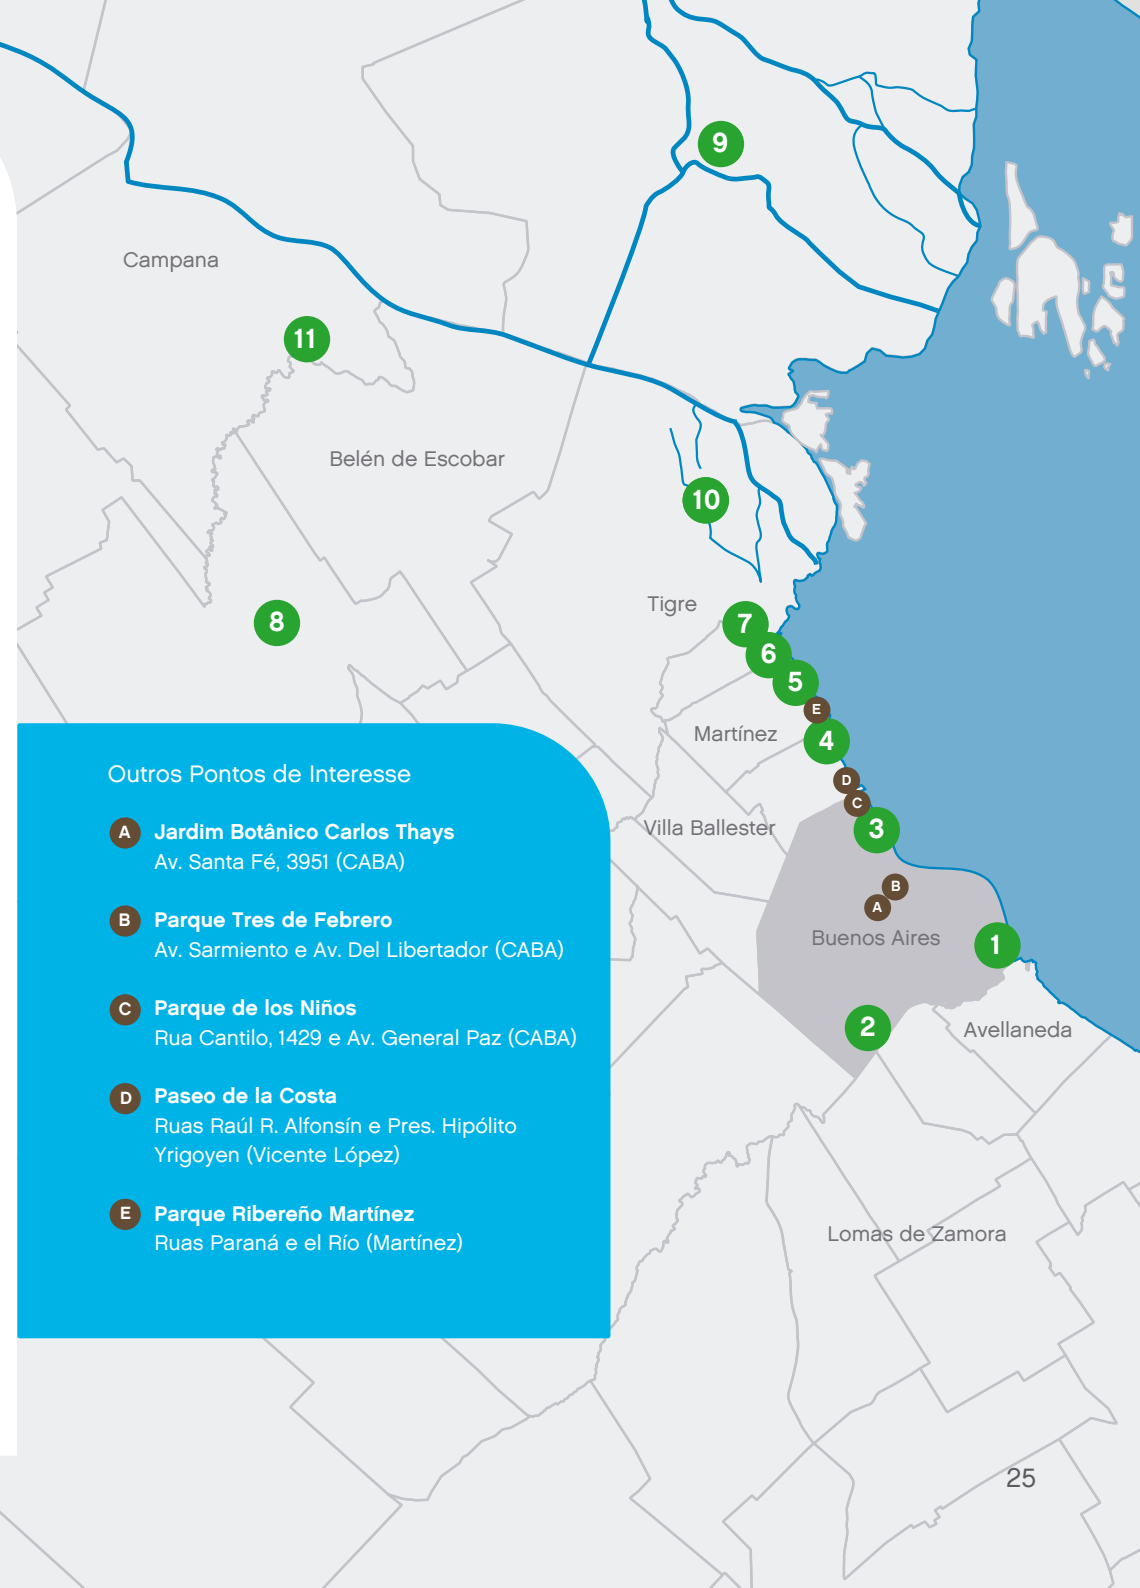 9
Campana
11
Belén de Escobar
10
8
Tigre
7
6
5
E
Martínez
4
D
C
Villa Ballester
3
B
A
Buenos Aires
1
2
Avellaneda
Lomas de Zamora
Outros Pontos de Interesse
A Jardim Botânico Carlos Thays
Av. Santa Fé, 3951 (CABA)
B Parque Tres de Febrero
Av. Sarmiento e Av. Del Libertador (CABA)
C Parque de los Niños
Rua Cantilo, 1429 e Av. General Paz (CABA)
D Paseo de la Costa
Ruas Raúl R. Alfonsín e Pres. Hipólito
Yrigoyen (Vicente López)
E Parque Ribereño Martínez
Ruas Paraná e el Río (Martínez)
25